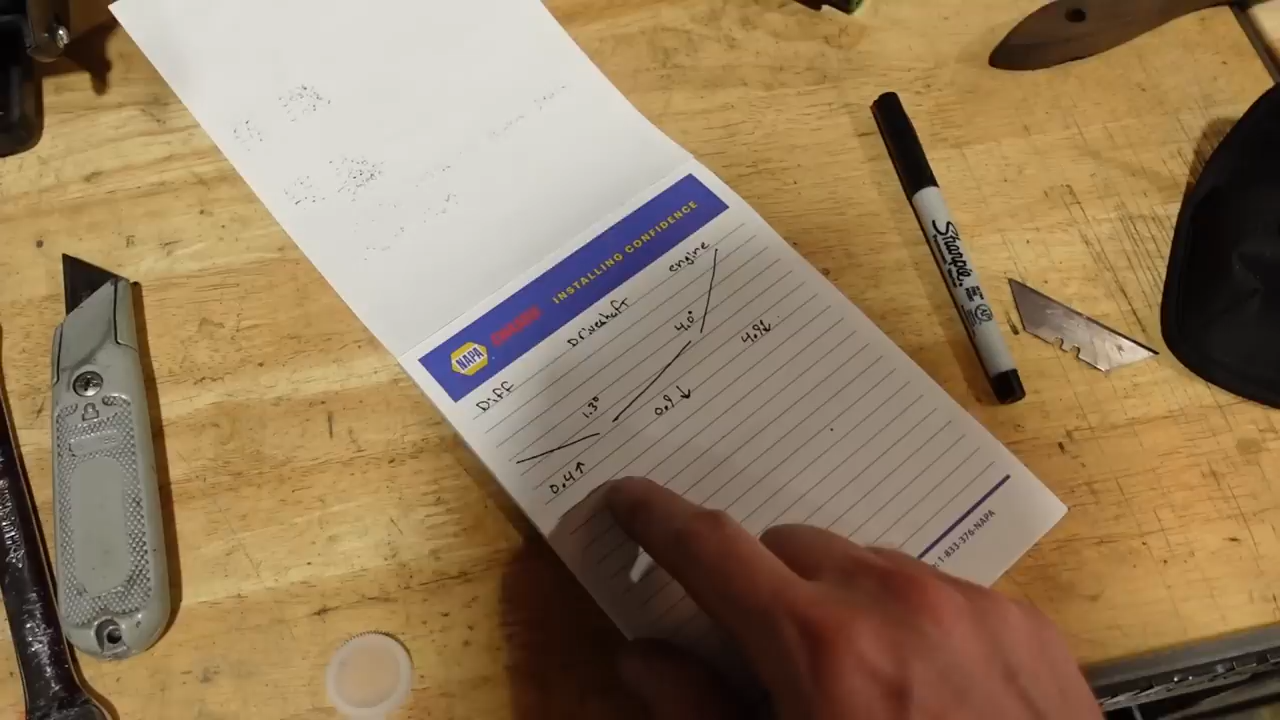 NAPA
INSTALLING CONFIDENCE
Diff Driveshaft engine
1.3° 4.0°
0.4↑ 0.9↓ 4.9↓
1-833-376-NAPA
Sharpie